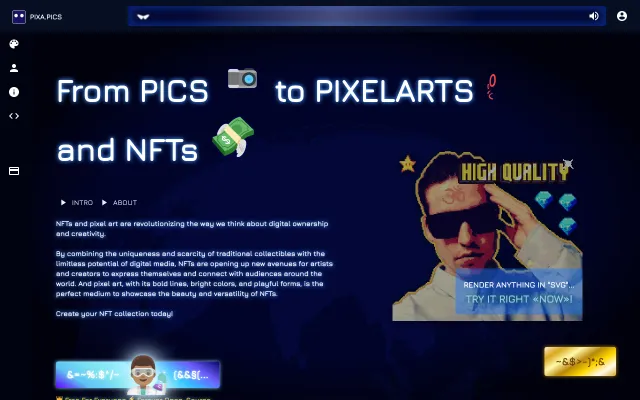 PIXA.PICS
From PICS to PIXELARTS
and NFTs
HIGH QUALITY
INTRO ABOUT
NFTs and pixel art are revolutionizing the way we think about digital ownership
and creativity.
By combining the uniqueness and scarcity of traditional collectibles with the
limitless potential of digital media, NFTs are opening up new avenues for artists
and creators to express themselves and connect with audiences around the
world. And pixel art, with its bold lines, bright colors, and playful forms, is the
perfect medium to showcase the beauty and versatility of NFTs.
Create your NFT collection today!
RENDER ANYTHING IN "SVG"...
TRY IT RIGHT «NOW»!
~&$>-]*;&